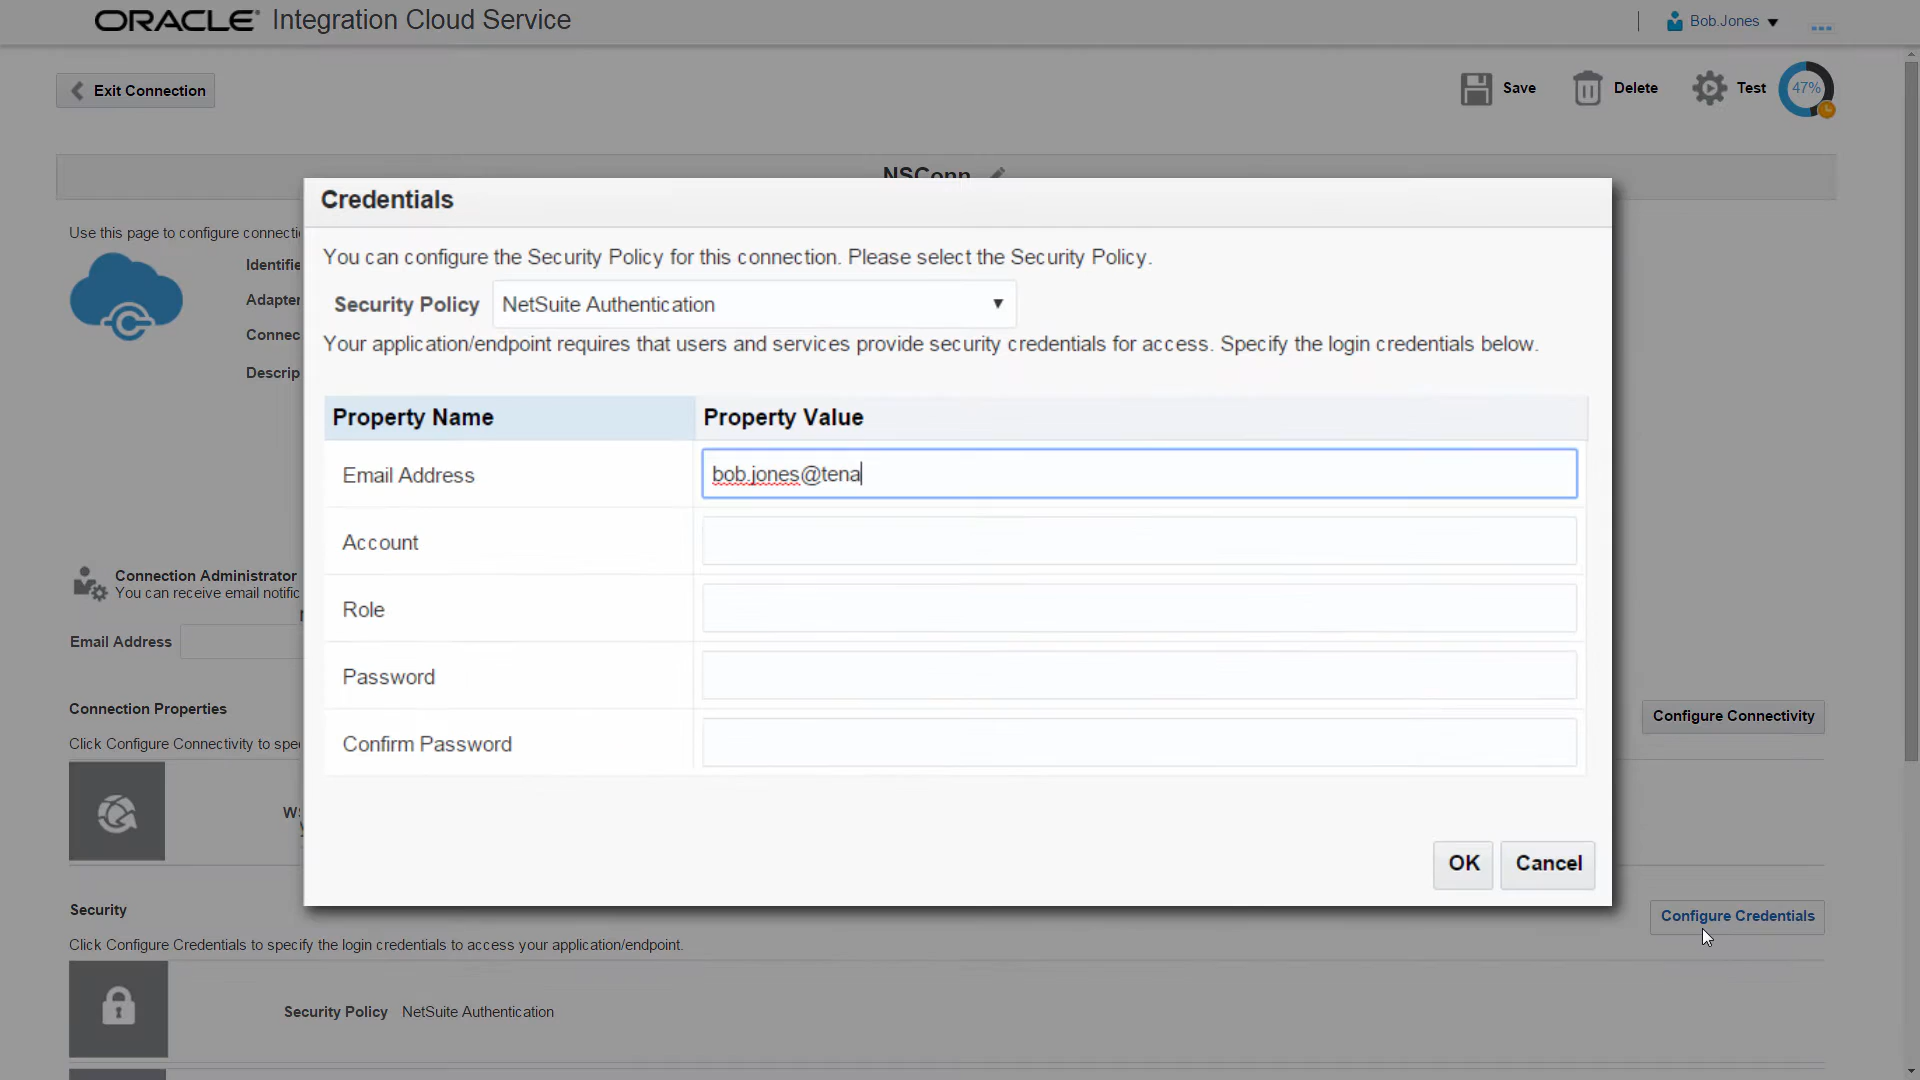 ORACLE Integration Cloud Service
Bob.Jones
Exit Connection
Save
Delete
Test
47%
NSConn
Credentials
You can configure the Security Policy for this connection. Please select the Security Policy.
Security Policy NetSuite Authentication
Your application/endpoint requires that users and services provide security credentials for access. Specify the login credentials below.
Property Name Property Value
Email Address bob.jones@tena
Account
Role
Password
Confirm Password
OK Cancel
Use this page to configure connecti
Identifie
Adapter
Connec
Descrip
Connection Administrator
You can receive email notific
Email Address
Connection Properties
Configure Connectivity
Click Configure Connectivity to spe
WS
Security
Configure Credentials
Click Configure Credentials to specify the login credentials to access your application/endpoint.
Security Policy NetSuite Authentication